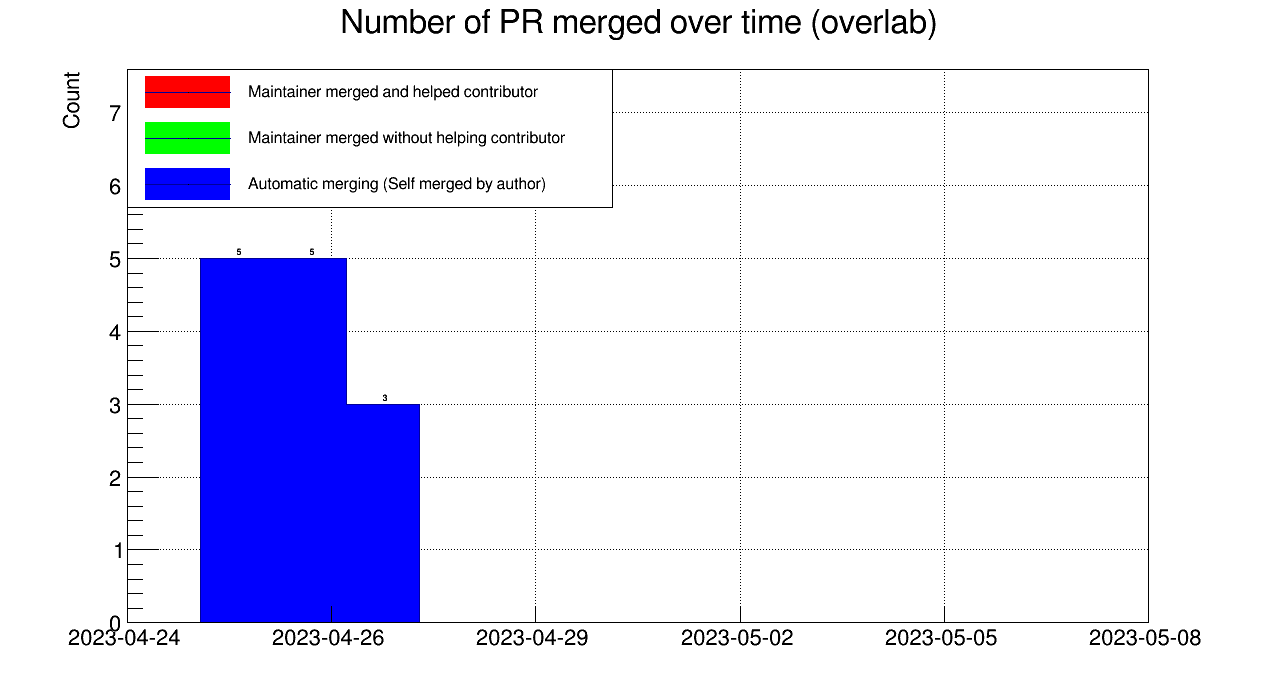 Number of PR merged over time (overlab)
Count
Maintainer merged and helped contributor
Maintainer merged without helping contributor
Automatic merging (Self merged by author)
7
6
5
4
3
2
1
0
5 5
3
2023-04-24 2023-04-26 2023-04-29 2023-05-02 2023-05-05 2023-05-08